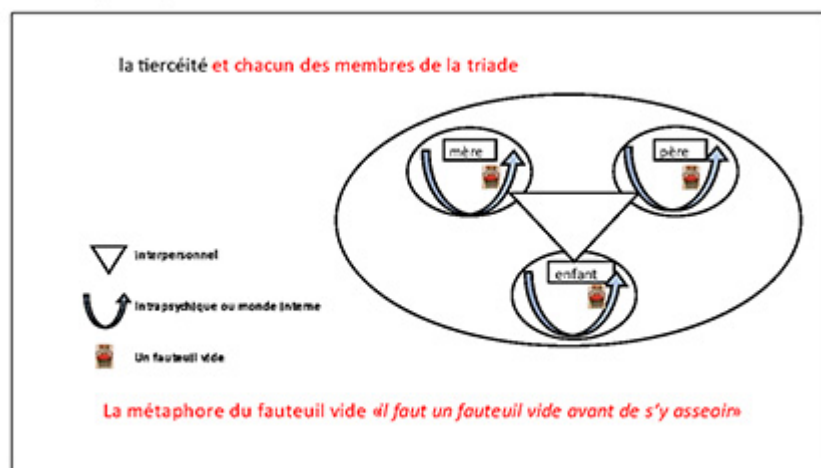 la tiercéité et chacun des membres de la triade
mère
père
enfant
Interpersonnel
Intrapsychique ou monde interne
Un fauteuil vide
La métaphore du fauteuil vide «il faut un fauteuil vide avant de s'y asseoir»